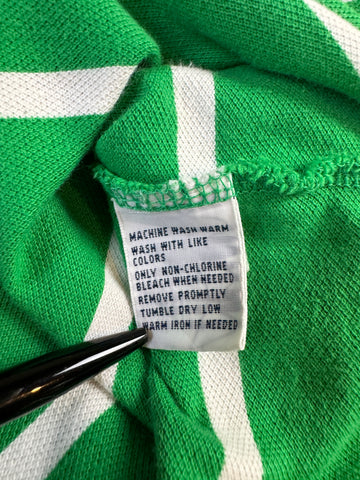 MACHINE WASH WARM
WASH WITH LIKE
COLORS
ONLY NON-CHLORINE
BLEACH WHEN NEEDED
REMOVE PROMPTLY
TUMBLE DRY LOW
WARM IRON IF NEEDED